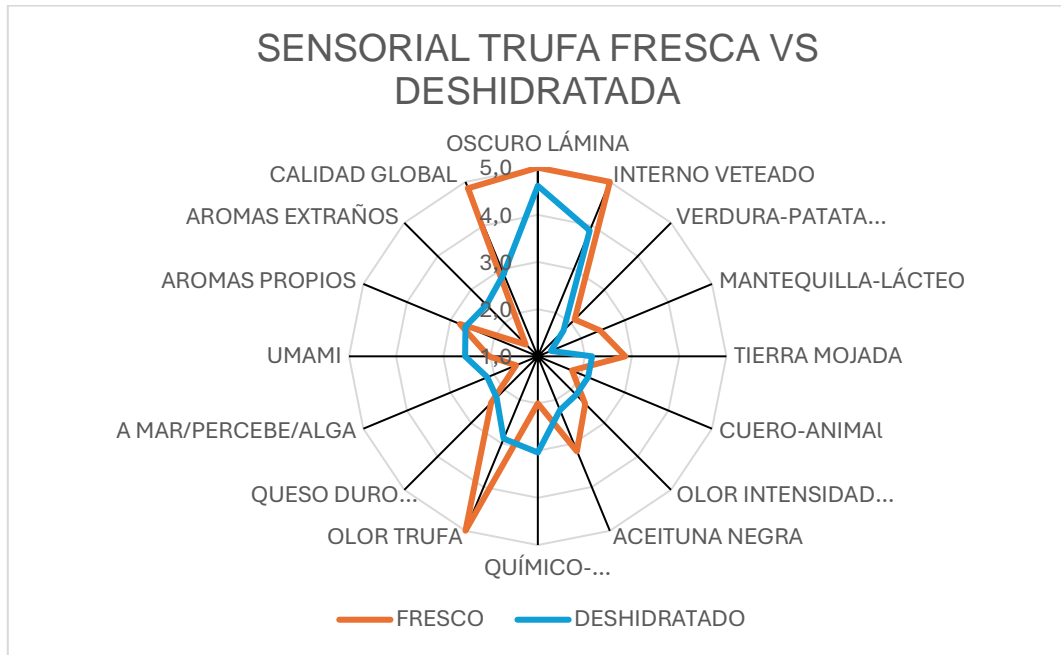 SENSORIAL TRUFA FRESCA VS
DESHIDRATADA
OSCURO LÁMINA
INTERNO VETEADO
VERDURA-PATATA...
MANTEQUILLA-LÁCTEO
TIERRA MOJADA
CUERO-ANIMAl
OLOR INTENSIDAD...
ACEITUNA NEGRA
QUÍMICO-...
OLOR TRUFA
QUESO DURO...
A MAR/PERCEBE/ALGA
UMAMI
AROMAS PROPIOS
AROMAS EXTRAÑOS
CALIDAD GLOBAL
5,0
4,0
3,0
2,0
1,0
FRESCO
DESHIDRATADO